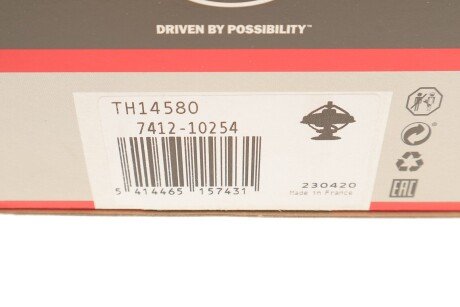 DRIVEN BY POSSIBILITY™
TH14580
7412-10254
5 414465 157431
230420
Made in France
EAC